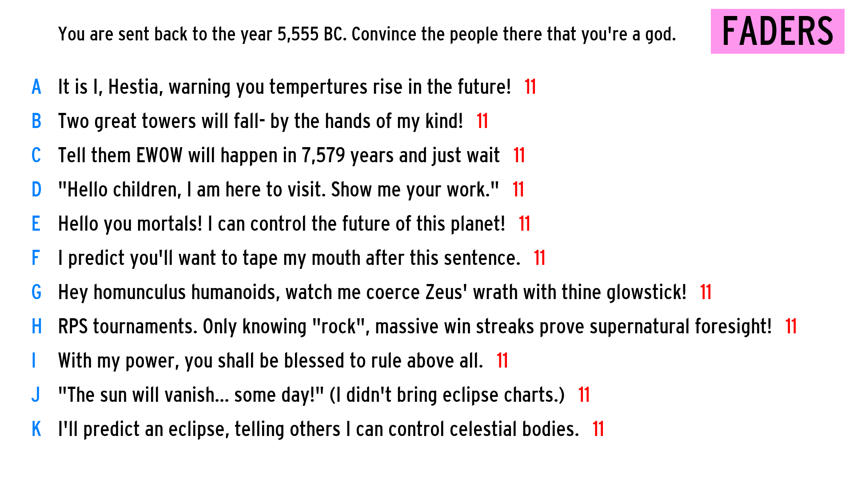 You are sent back to the year 5,555 BC. Convince the people there that you're a god.
FADERS
A It is I, Hestia, warning you tempertures rise in the future! 11
B Two great towers will fall- by the hands of my kind! 11
C Tell them EWOW will happen in 7,579 years and just wait 11
D "Hello children, I am here to visit. Show me your work." 11
E Hello you mortals! I can control the future of this planet! 11
F I predict you'll want to tape my mouth after this sentence. 11
G Hey homunculus humanoids, watch me coerce Zeus' wrath with thine glowstick! 11
H RPS tournaments. Only knowing "rock", massive win streaks prove supernatural foresight! 11
I With my power, you shall be blessed to rule above all. 11
J "The sun will vanish... some day!" (I didn't bring eclipse charts.) 11
K I'll predict an eclipse, telling others I can control celestial bodies. 11